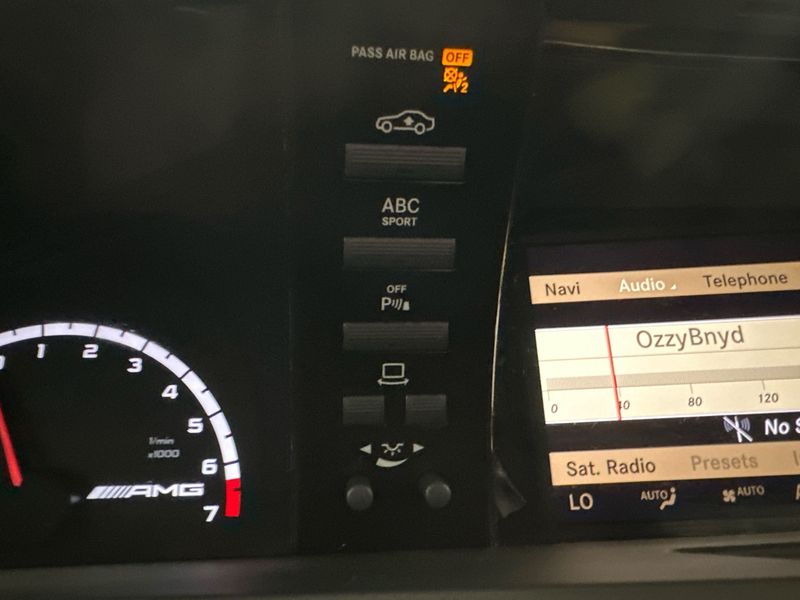 PASS AIR BAG OFF
2
ABC
SPORT
OFF
P
1 2 3 4 5 6 7
1/min
x1000
AMG
Navi Audio Telephone
OzzyBnyd
0 40 80 120
No
Sat. Radio Presets
LO AUTO AUTO